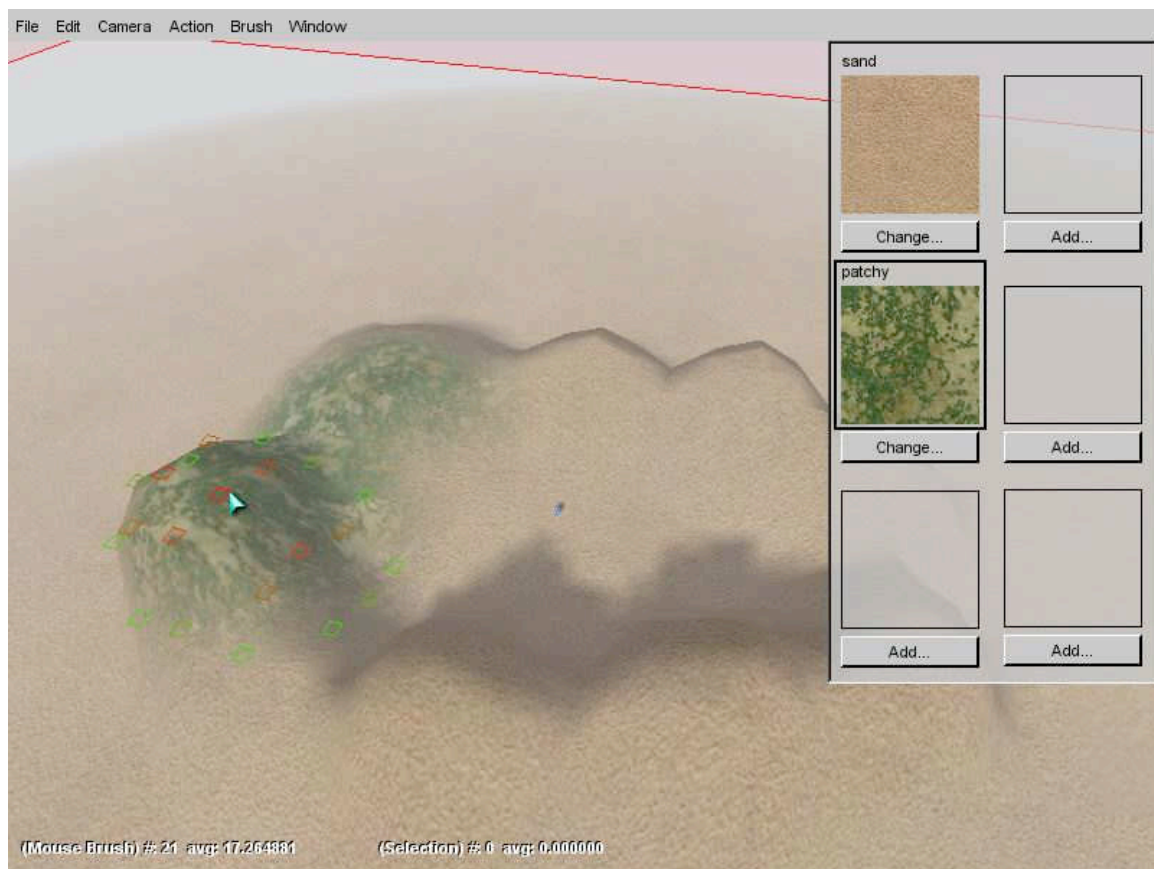 File Edit Camera Action Brush Window
sand
Change... Add...
patchy
Change... Add...
Add... Add...
(Mouse Brush) #: 21 avg: 17.264881 (Selection) #: 0 avg: 0.000000